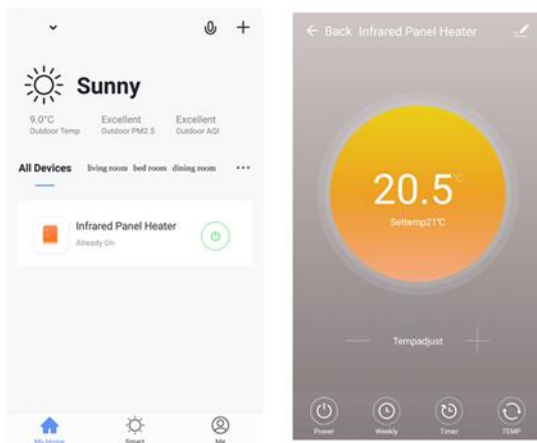 Sunny
9.0°C Excellent Excellent
Outdoor Temp Outdoor PM2.5 Outdoor AQI
All Devices living room bed room dining room
Infrared Panel Heater
Already On
My Home Smart Me
Back Infrared Panel Heater
20.5°C
Settemp21°C
Tempadjust
Power Weekly Timer TEMP